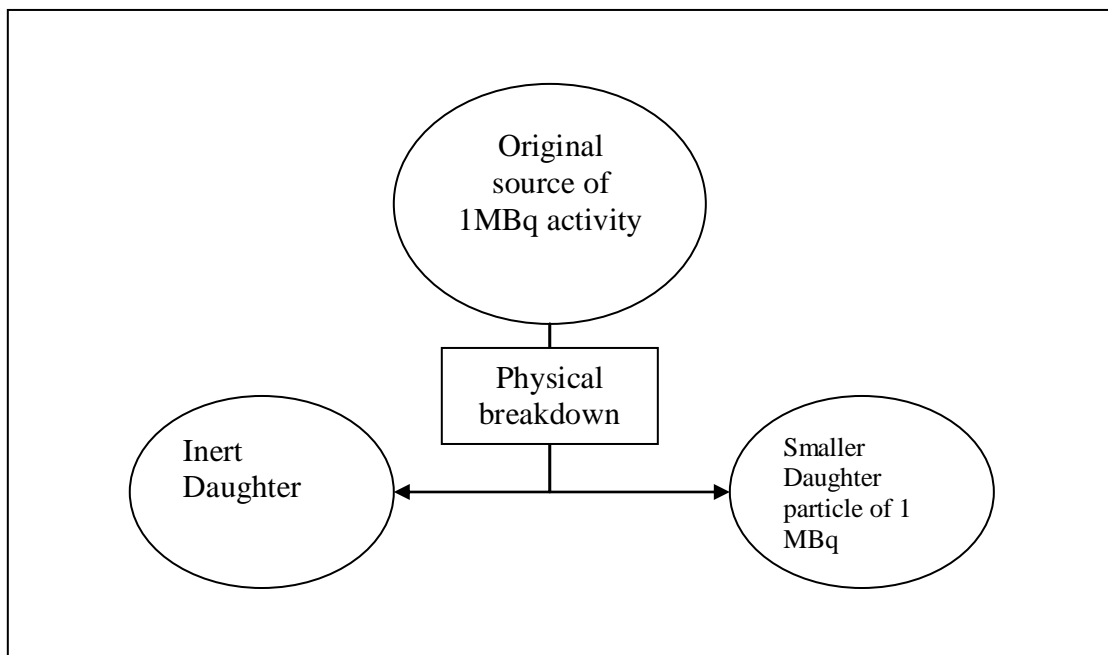 Original
source of
1MBq activity
Physical
breakdown
Inert
Daughter
Smaller
Daughter
particle of 1
MBq